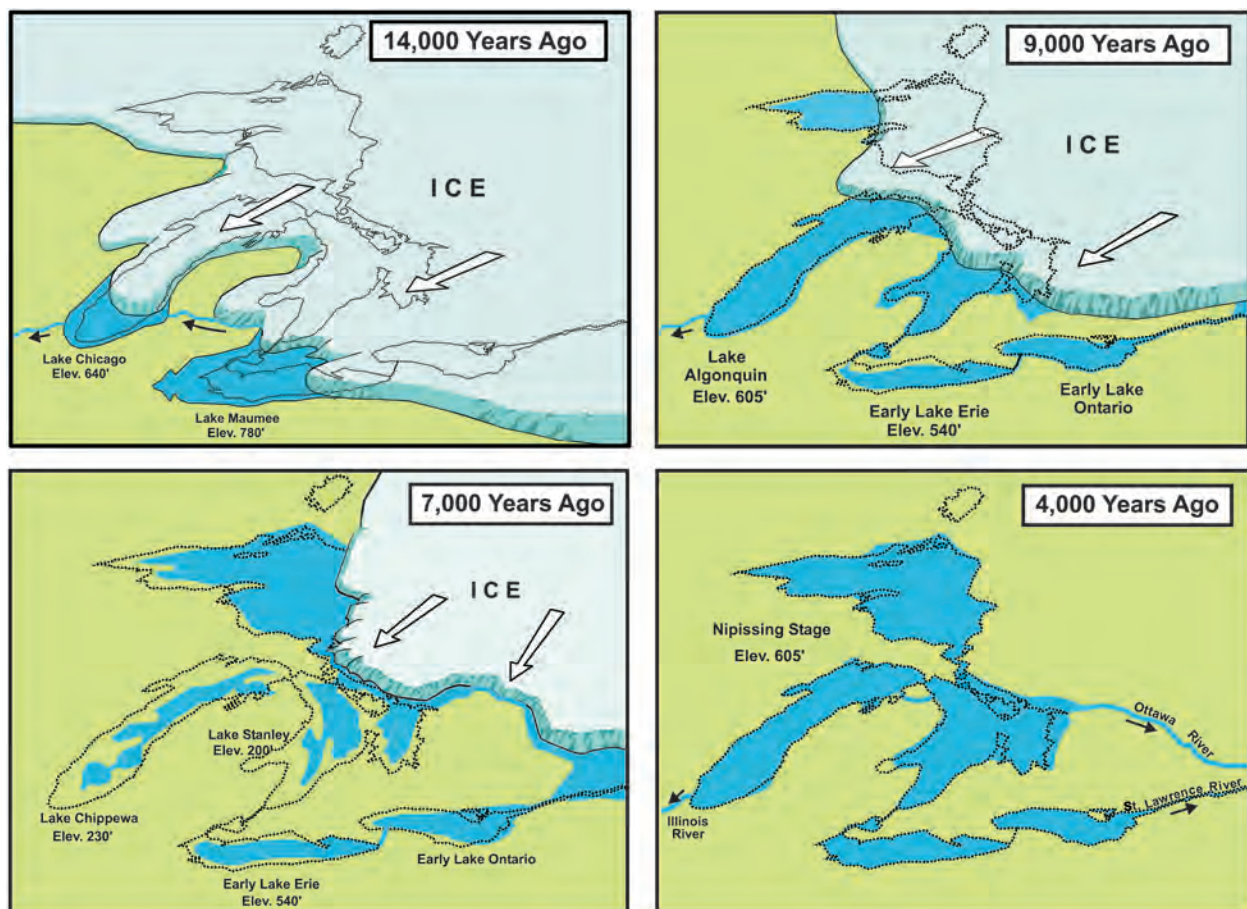 14,000 Years Ago
ICE
Lake Chicago
Elev. 640'
Lake Maumee
Elev. 780'
9,000 Years Ago
ICE
Lake
Algonquin
Elev. 605'
Early Lake Erie
Elev. 540'
Early Lake
Ontario
7,000 Years Ago
ICE
Lake Stanley
Elev. 200'
Lake Chippewa
Elev. 230'
Early Lake Erie
Elev. 540'
Early Lake Ontario
4,000 Years Ago
Nipissing Stage
Elev. 605'
Ottawa
River
Illinois
River
St. Lawrence River